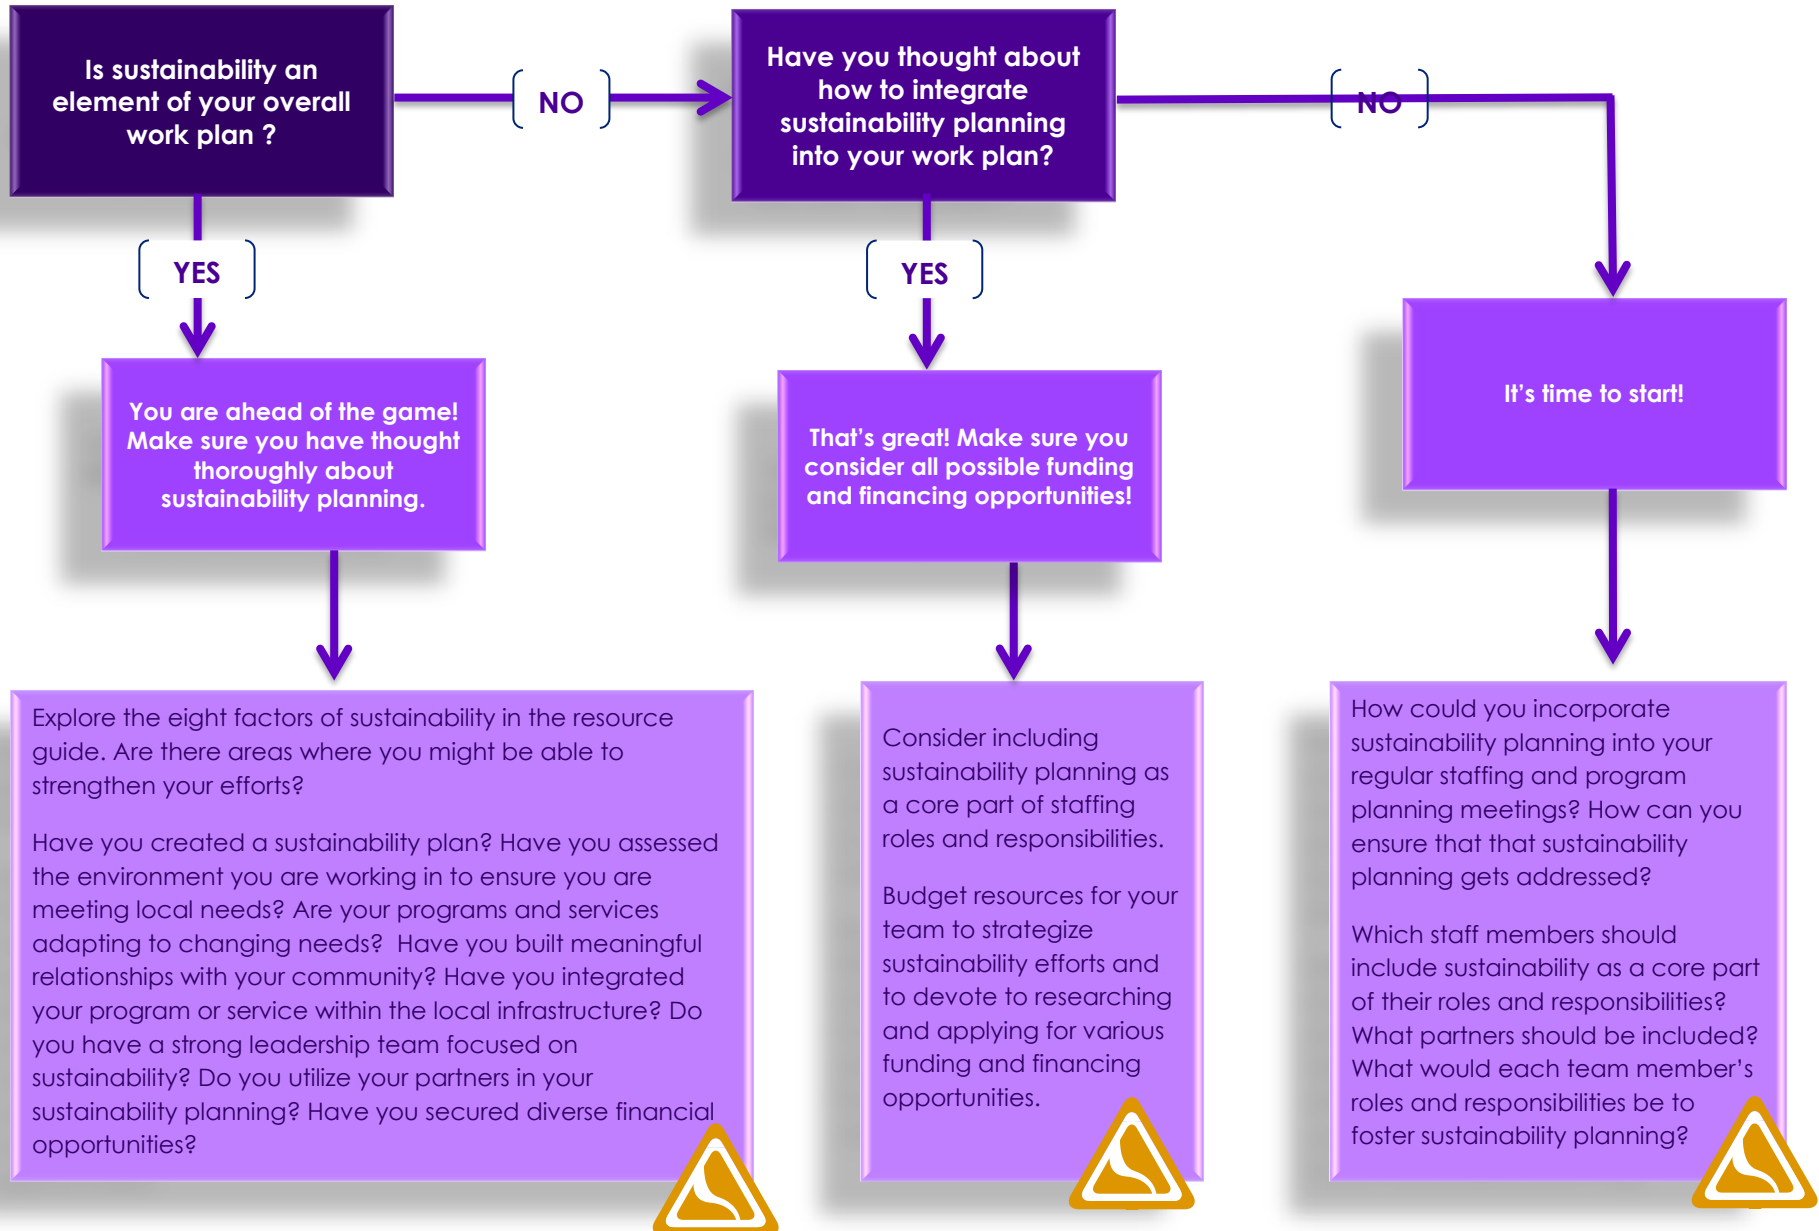 Is sustainability an
element of your overall
work plan ?
NO
Have you thought about
how to integrate
sustainability planning
into your work plan?
NO
YES
YES
You are ahead of the game!
Make sure you have thought
thoroughly about
sustainability planning.
That's great! Make sure you
consider all possible funding
and financing opportunities!
It's time to start!
Explore the eight factors of sustainability in the resource
guide. Are there areas where you might be able to
strengthen your efforts?
Have you created a sustainability plan? Have you assessed
the environment you are working in to ensure you are
meeting local needs? Are your programs and services
adapting to changing needs?  Have you built meaningful
relationships with your community? Have you integrated
your program or service within the local infrastructure? Do
you have a strong leadership team focused on
sustainability? Do you utilize your partners in your
sustainability planning? Have you secured diverse financial
opportunities?
Consider including
sustainability planning as
a core part of staffing
roles and responsibilities.
Budget resources for your
team to strategize
sustainability efforts and
to devote to researching
and applying for various
funding and financing
opportunities.
How could you incorporate
sustainability planning into your
regular staffing and program
planning meetings? How can you
ensure that that sustainability
planning gets addressed?
Which staff members should
include sustainability as a core part
of their roles and responsibilities?
What partners should be included?
What would each team member's
roles and responsibilities be to
foster sustainability planning?